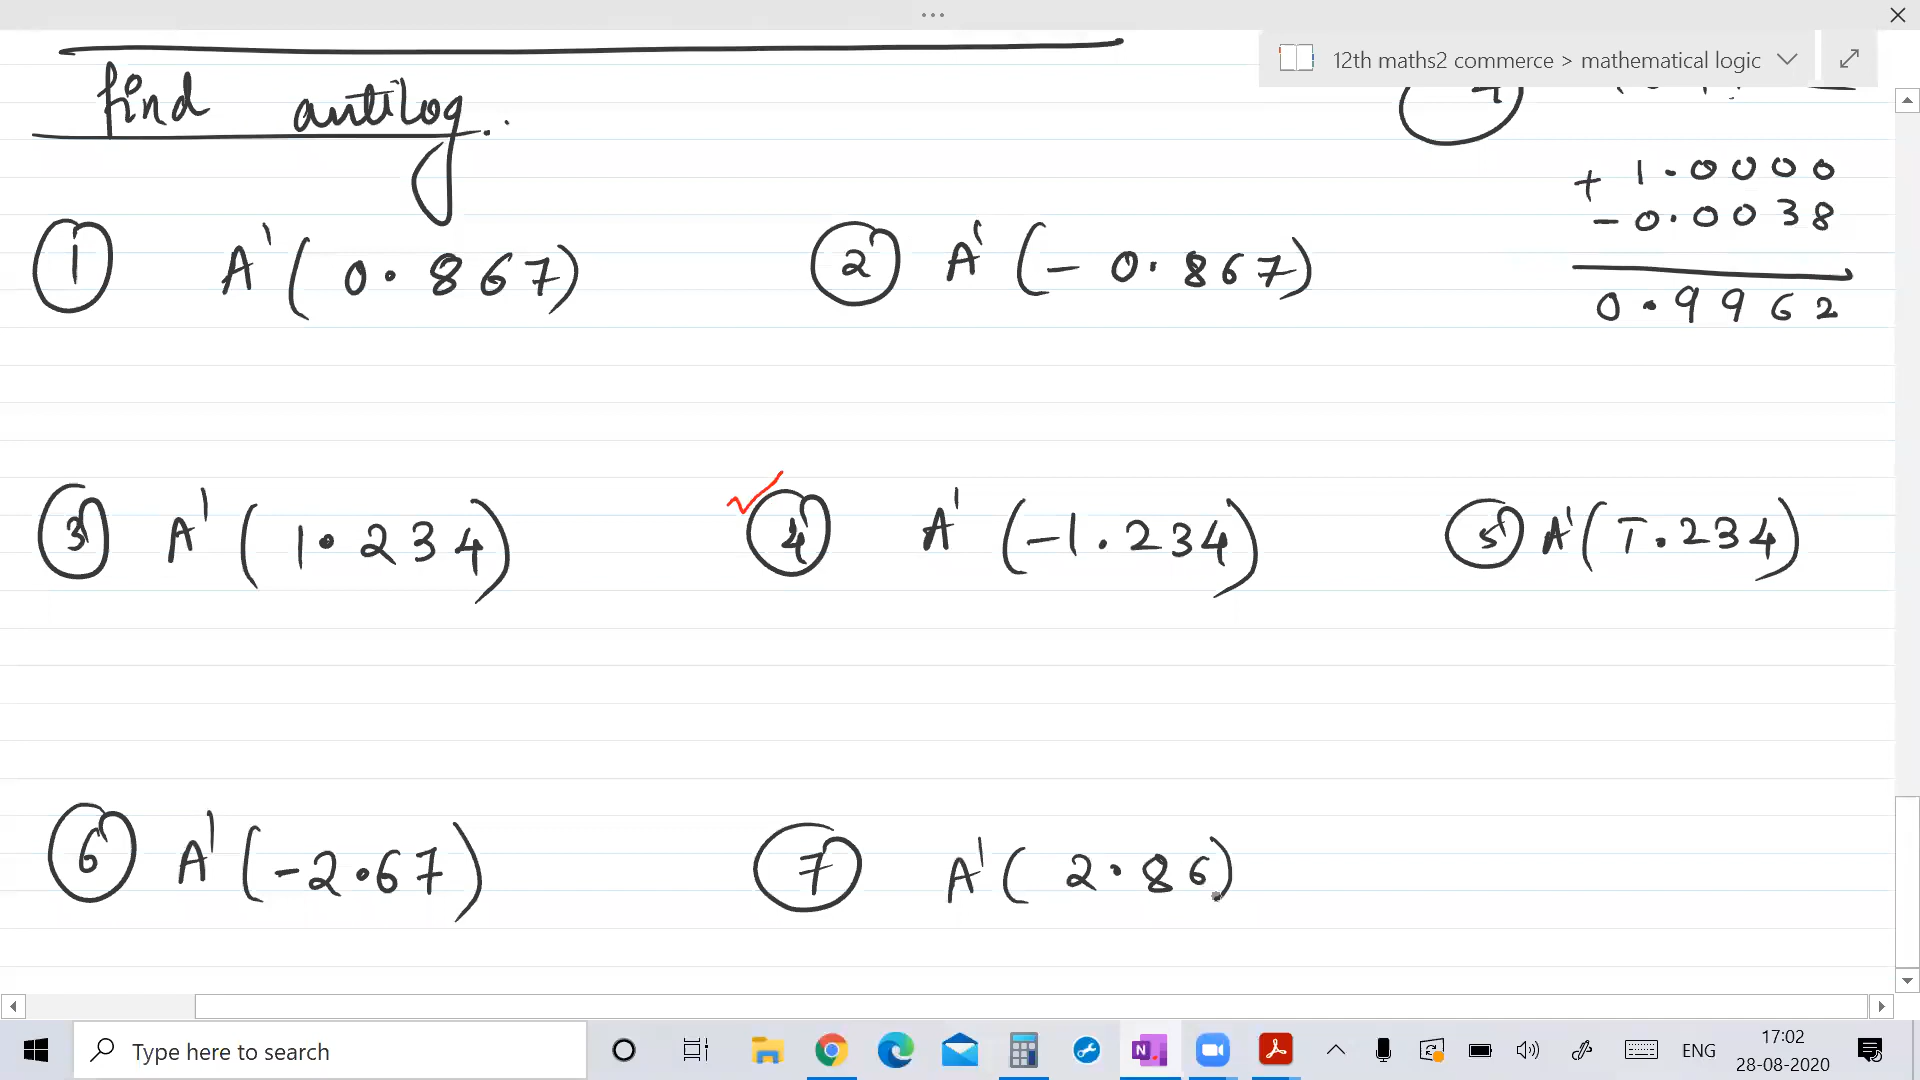 12th maths2 commerce > mathematical logic
find antilog..
+ 1.0000
- 0.0038
0.9962
1 A' ( 0.867)
2 A' (- 0.867)
3 A' ( 1.234)
4 A' (-1.234)
5 A' ( T.234)
6 A' (-2.67)
7 A' ( 2.86)
Type here to search
ENG
17:02
28-08-2020